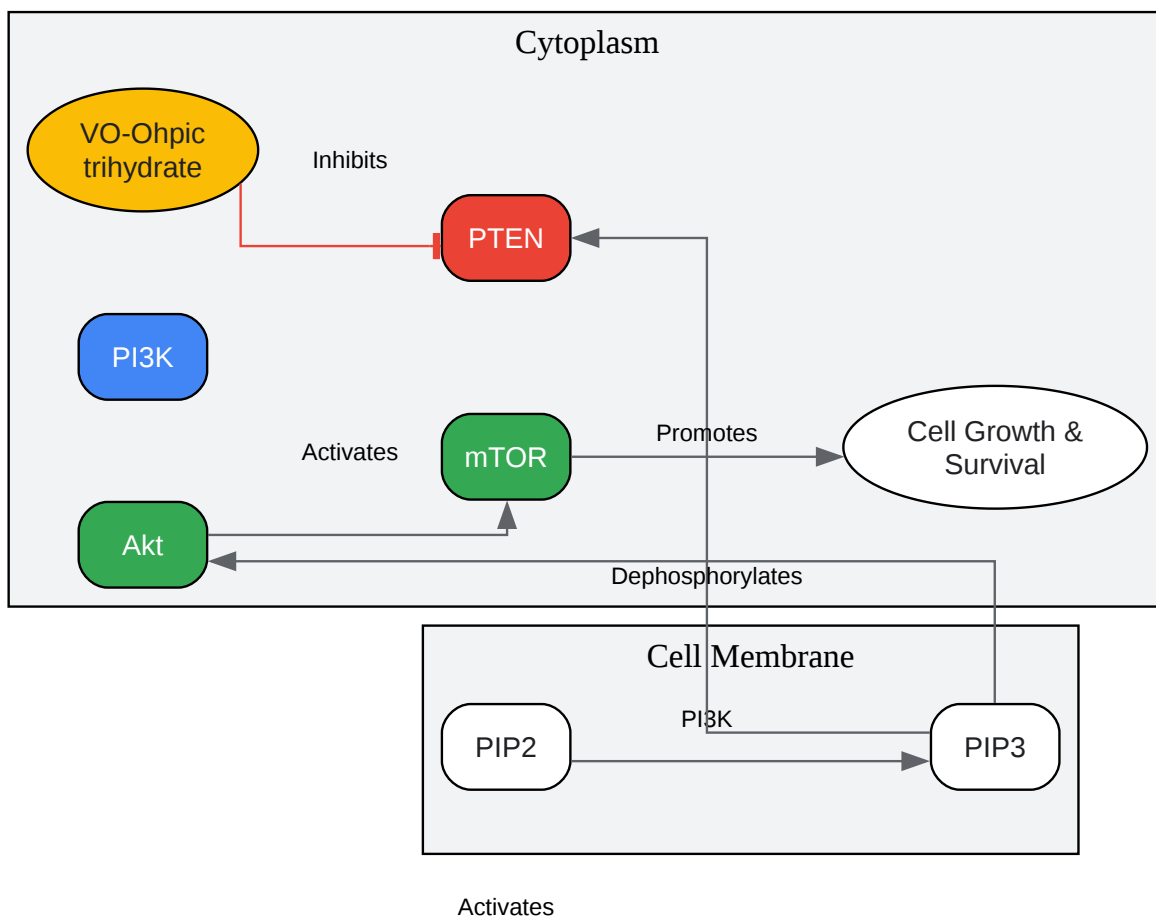 Cytoplasm
VO-Ohpic
trihydrate
Inhibits
PTEN
PI3K
Activates
mTOR
Promotes
Cell Growth &
Survival
Akt
Dephosphorylates
Cell Membrane
PI3K
PIP2
PIP3
Activates